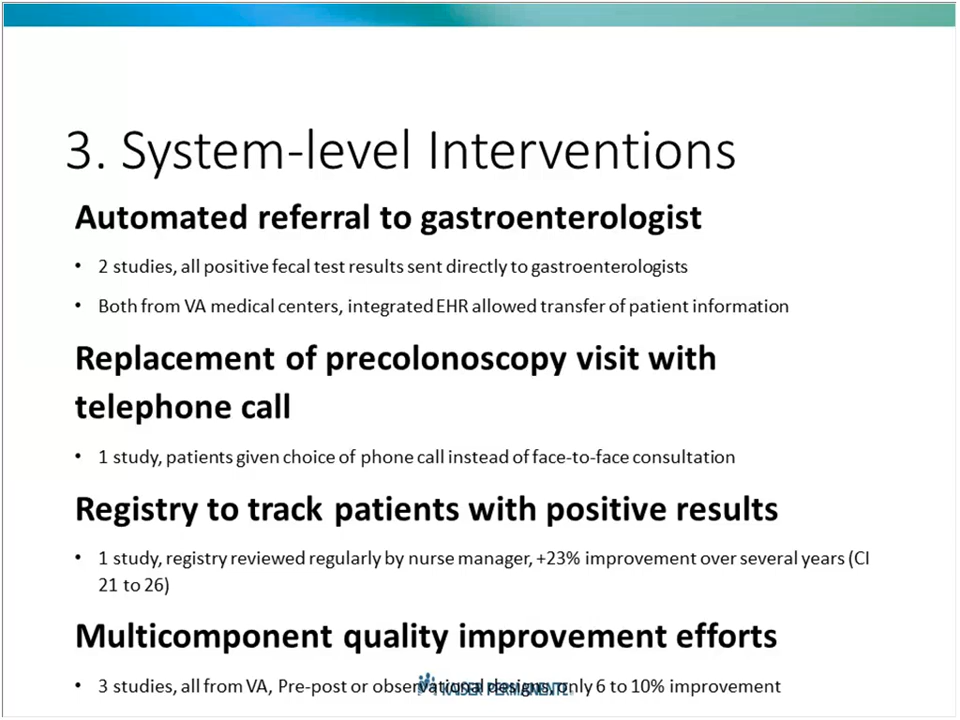 3. System-level Interventions
Automated referral to gastroenterologist
• 2 studies, all positive fecal test results sent directly to gastroenterologists
• Both from VA medical centers, integrated EHR allowed transfer of patient information
Replacement of precolonoscopy visit with
telephone call
• 1 study, patients given choice of phone call instead of face-to-face consultation
Registry to track patients with positive results
• 1 study, registry reviewed regularly by nurse manager, +23% improvement over several years (CI
21 to 26)
Multicomponent quality improvement efforts
• 3 studies, all from VA, Pre-post or observational designs, only 6 to 10% improvement
KAISER PERMANENTE